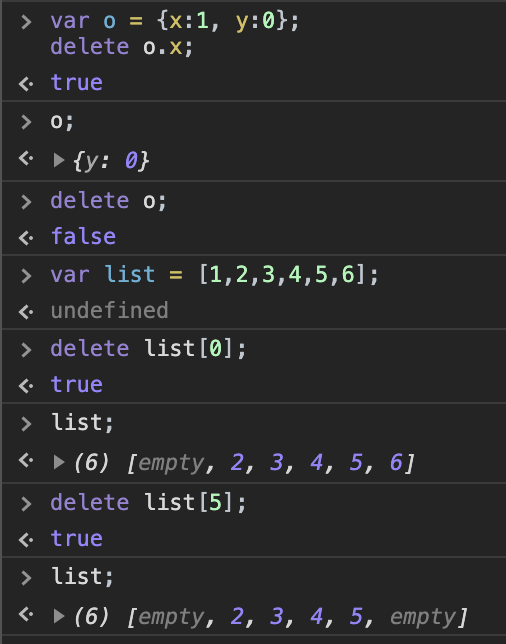 var o = {x:1, y:0};
delete o.x;
true
o;
{y: 0}
delete o;
false
var list = [1,2,3,4,5,6];
undefined
delete list[0];
true
list;
(6) [empty, 2, 3, 4, 5, 6]
delete list[5];
true
list;
(6) [empty, 2, 3, 4, 5, empty]